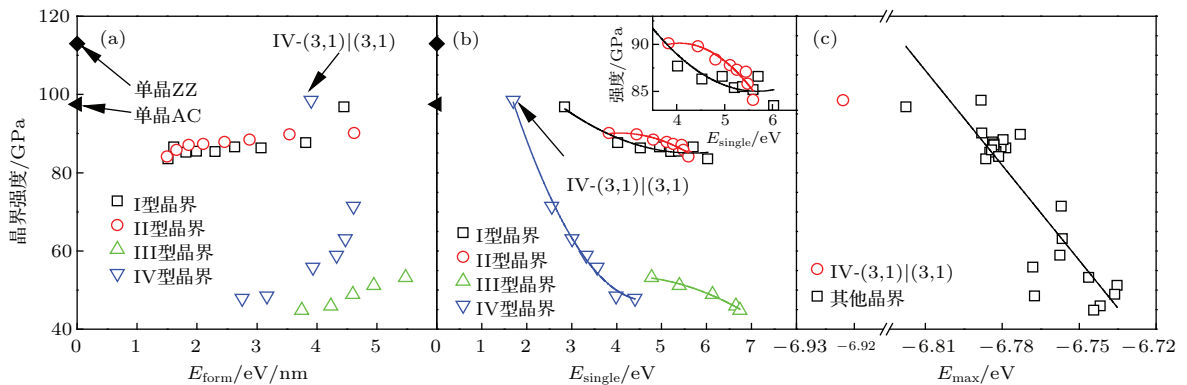 120
100
80
60
40
晶界强度/GPa
(a)
IV-(3,1)|(3,1)
单晶ZZ
单晶AC
I型晶界
II型晶界
III型晶界
IV型晶界
0 1 2 3 4 5
Eform/eV/nm
(b)
90
85
强度/GPa
4 5 6
Esingle/eV
IV-(3,1)|(3,1)
I型晶界
II型晶界
III型晶界
IV型晶界
0 1 2 3 4 5 6 7
Esingle/eV
(c)
IV-(3,1)|(3,1)
其他晶界
−6.93 −6.92 −6.81 −6.78 −6.75 −6.72
Emax/eV